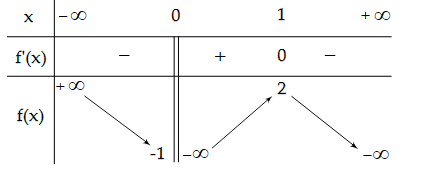 x −∞ 0 1 +∞
f'(x) − + 0 −
+∞ 2
f(x)
-1 −∞ −∞